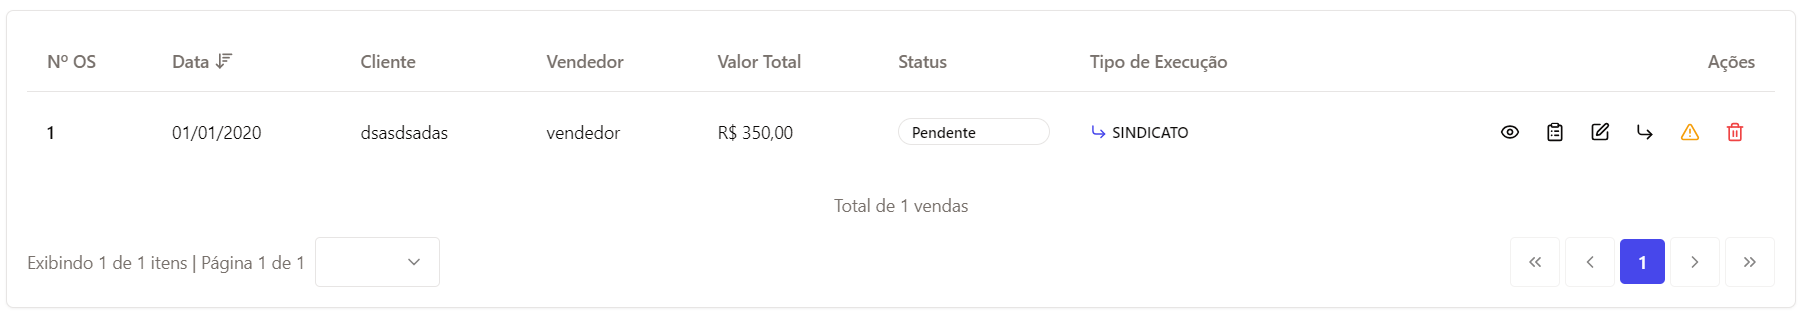 Nº OS Data Cliente Vendedor Valor Total Status Tipo de Execução Ações
1 01/01/2020 dsasdsadas vendedor R$ 350,00 Pendente SINDICATO
Total de 1 vendas
Exibindo 1 de 1 itens | Página 1 de 1 1